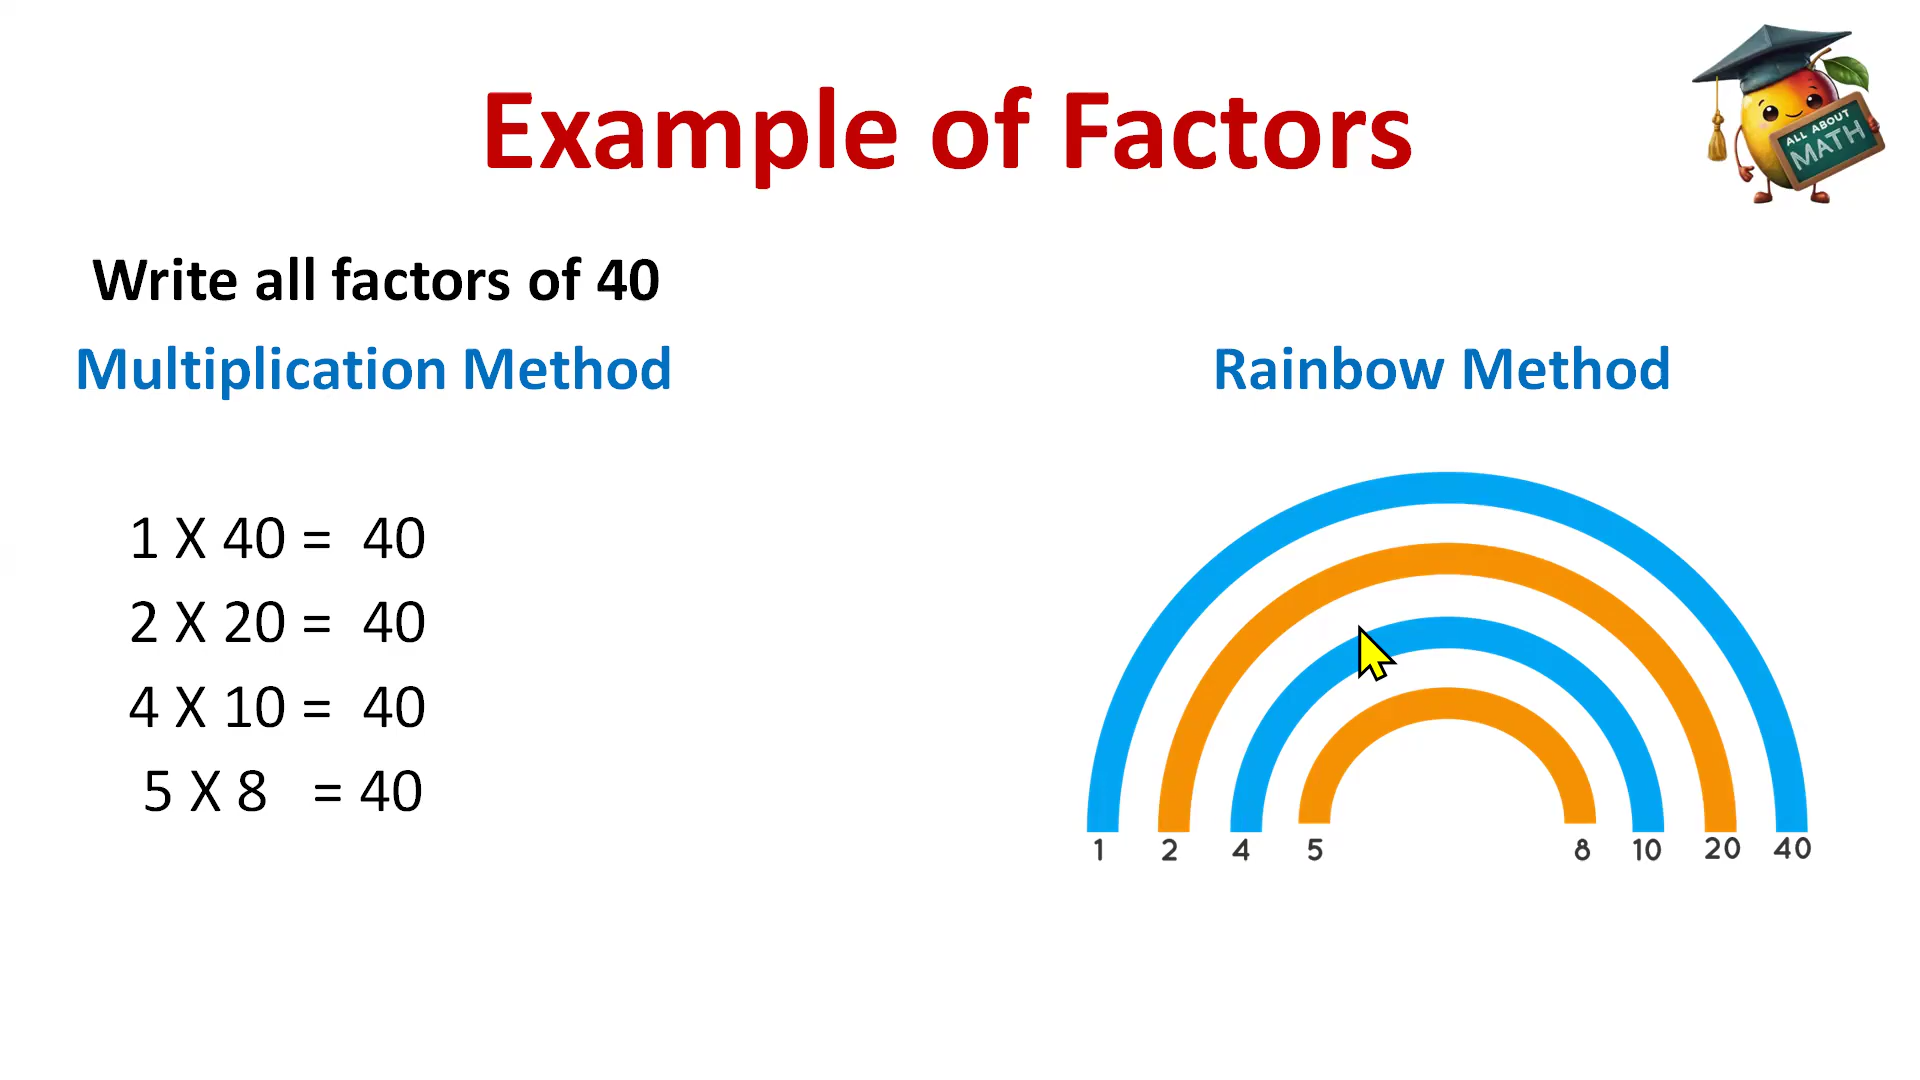 Example of Factors
ALL ABOUT
MATH
Write all factors of 40
Multiplication Method
Rainbow Method
1 X 40 = 40
2 X 20 = 40
4 X 10 = 40
5 X 8 = 40
1 2 4 5 8 10 20 40